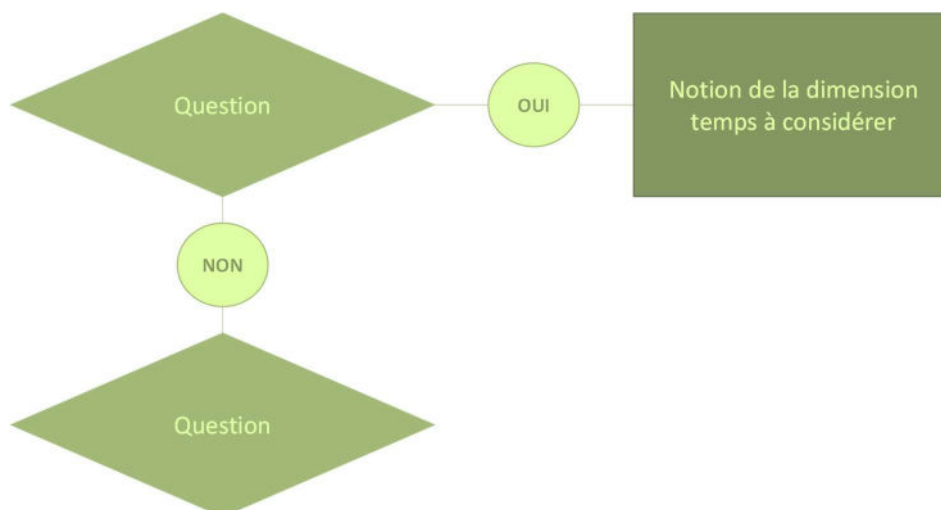 Question
OUI
Notion de la dimension
temps à considérer
NON
Question